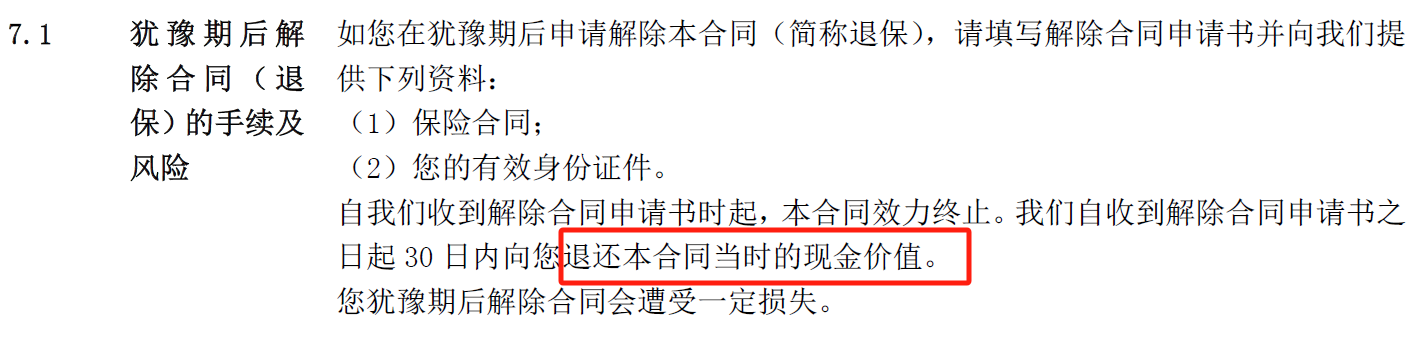 7.1
犹豫期后解
除合同（退
保）的手续及
风险
如您在犹豫期后申请解除本合同（简称退保），请填写解除合同申请书并向我们提
供下列资料：
（1）保险合同；
（2）您的有效身份证件。
自我们收到解除合同申请书时起，本合同效力终止。我们自收到解除合同申请书之
日起 30 日内向您退还本合同当时的现金价值。
您犹豫期后解除合同会遭受一定损失。